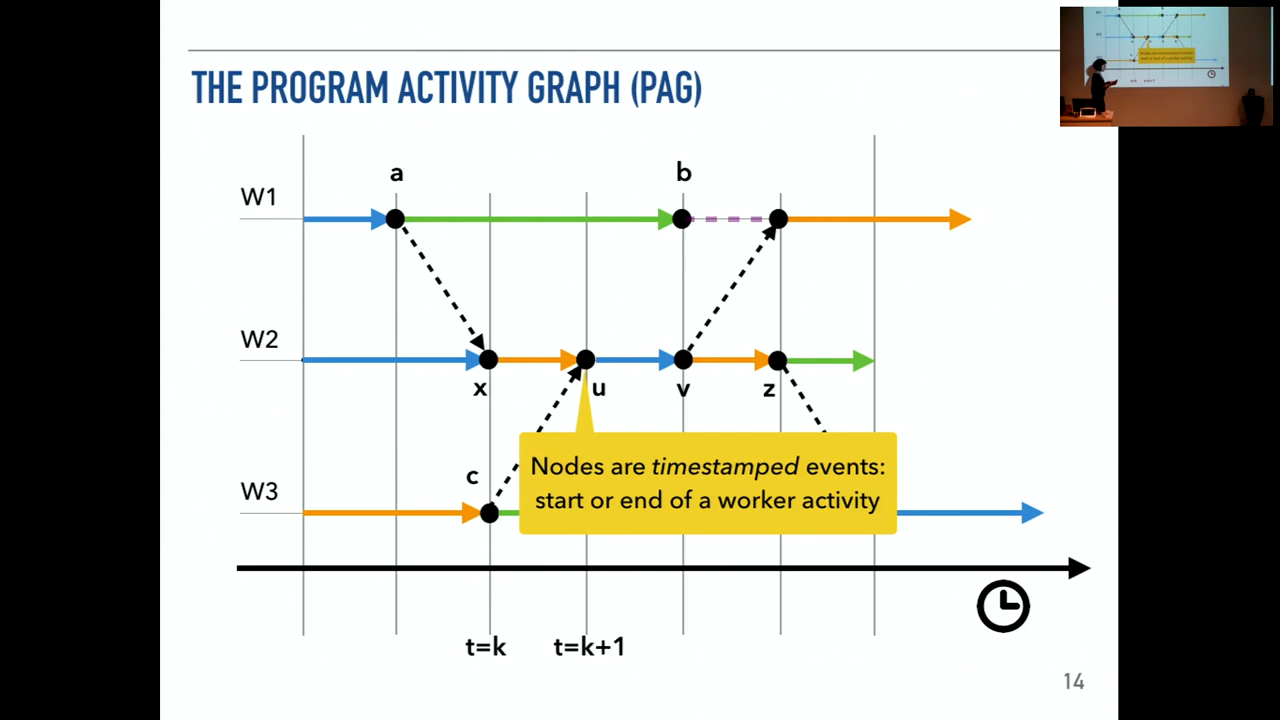 THE PROGRAM ACTIVITY GRAPH (PAG)
a
b
W1
W2
x
u
v
z
c
Nodes are timestamped events:
start or end of a worker activity
W3
t=k
t=k+1
14